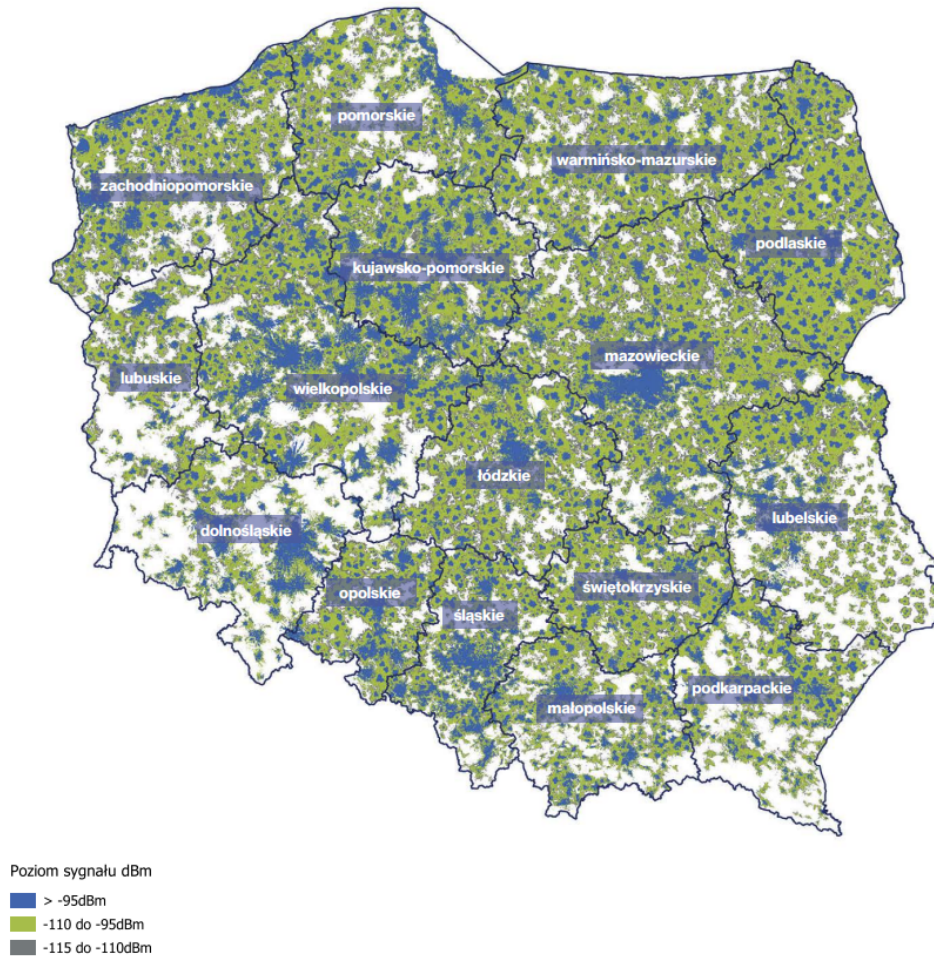 pomorskie
warmińsko-mazurskie
zachodniopomorskie
podlaskie
kujawsko-pomorskie
mazowieckie
lubuskie
wielkopolskie
łódzkie
lubelskie
dolnośląskie
opolskie
świętokrzyskie
śląskie
podkarpackie
małopolskie
Poziom sygnału dBm
> -95dBm
-110 do -95dBm
-115 do -110dBm